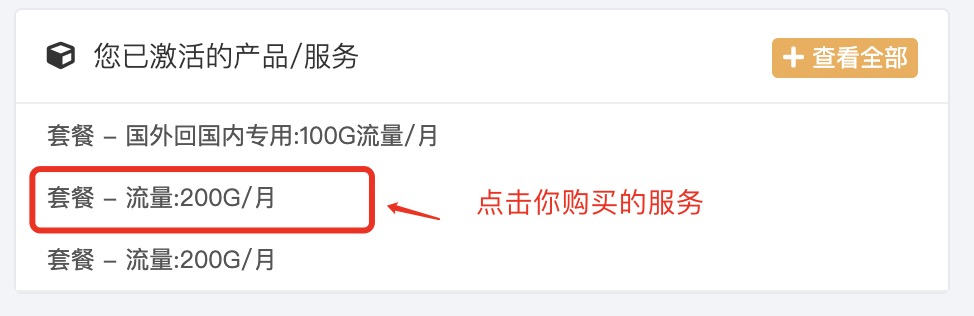 您已激活的产品/服务
查看全部
套餐 – 国外回国内专用:100G流量/月
套餐 – 流量:200G/月
点击你购买的服务
套餐 – 流量:200G/月